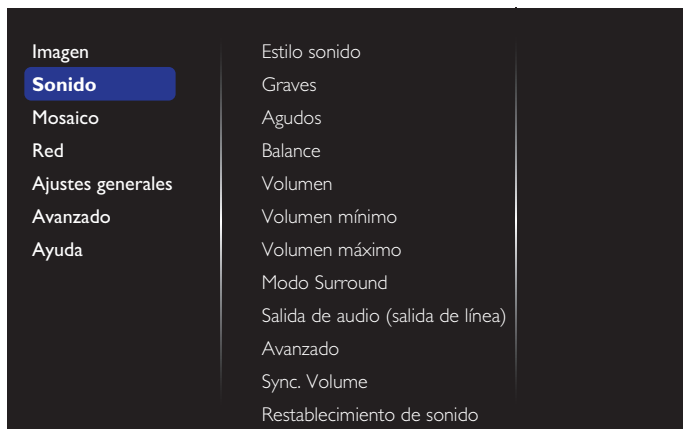 Imagen
Sonido
Mosaico
Red
Ajustes generales
Avanzado
Ayuda
Estilo sonido
Graves
Agudos
Balance
Volumen
Volumen mínimo
Volumen máximo
Modo Surround
Salida de audio (salida de línea)
Avanzado
Sync. Volume
Restablecimiento de sonido